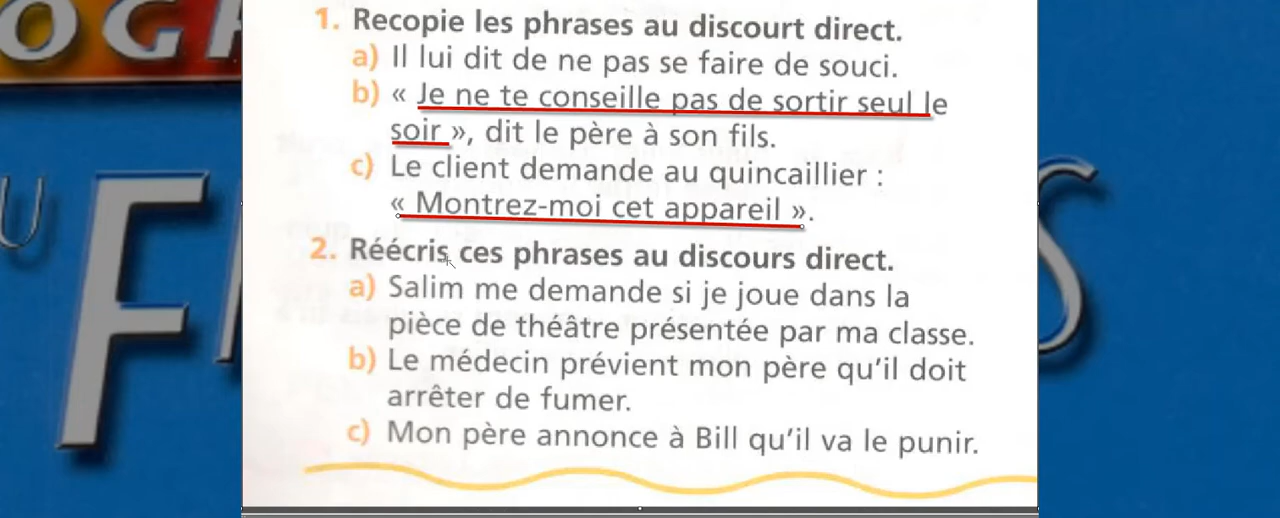 OGR
1. Recopie les phrases au discourt direct.
a) Il lui dit de ne pas se faire de souci.
b) « Je ne te conseille pas de sortir seul le
soir », dit le père à son fils.
c) Le client demande au quincaillier :
« Montrez-moi cet appareil ».
2. Réécris ces phrases au discours direct.
a) Salim me demande si je joue dans la
pièce de théâtre présentée par ma classe.
b) Le médecin prévient mon père qu’il doit
arrêter de fumer.
c) Mon père annonce à Bill qu’il va le punir.